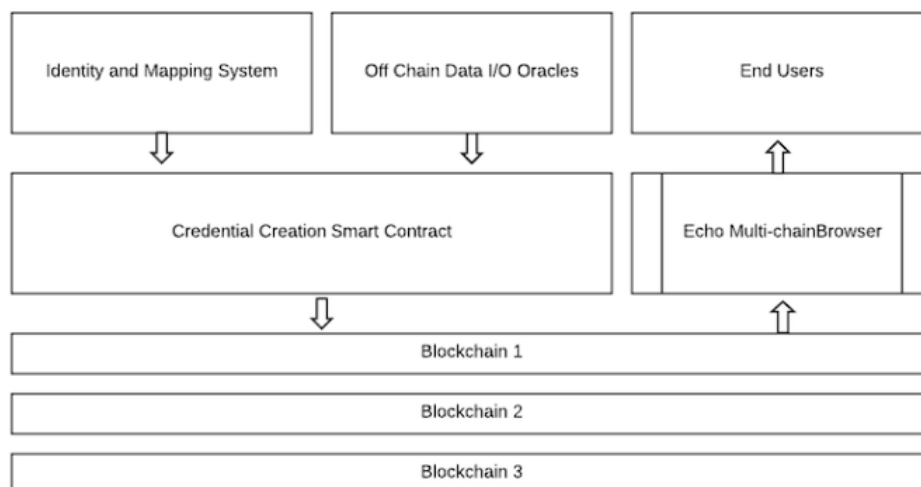 Identity and Mapping System
Off Chain Data I/O Oracles
End Users
Credential Creation Smart Contract
Echo Multi-chainBrowser
Blockchain 1
Blockchain 2
Blockchain 3